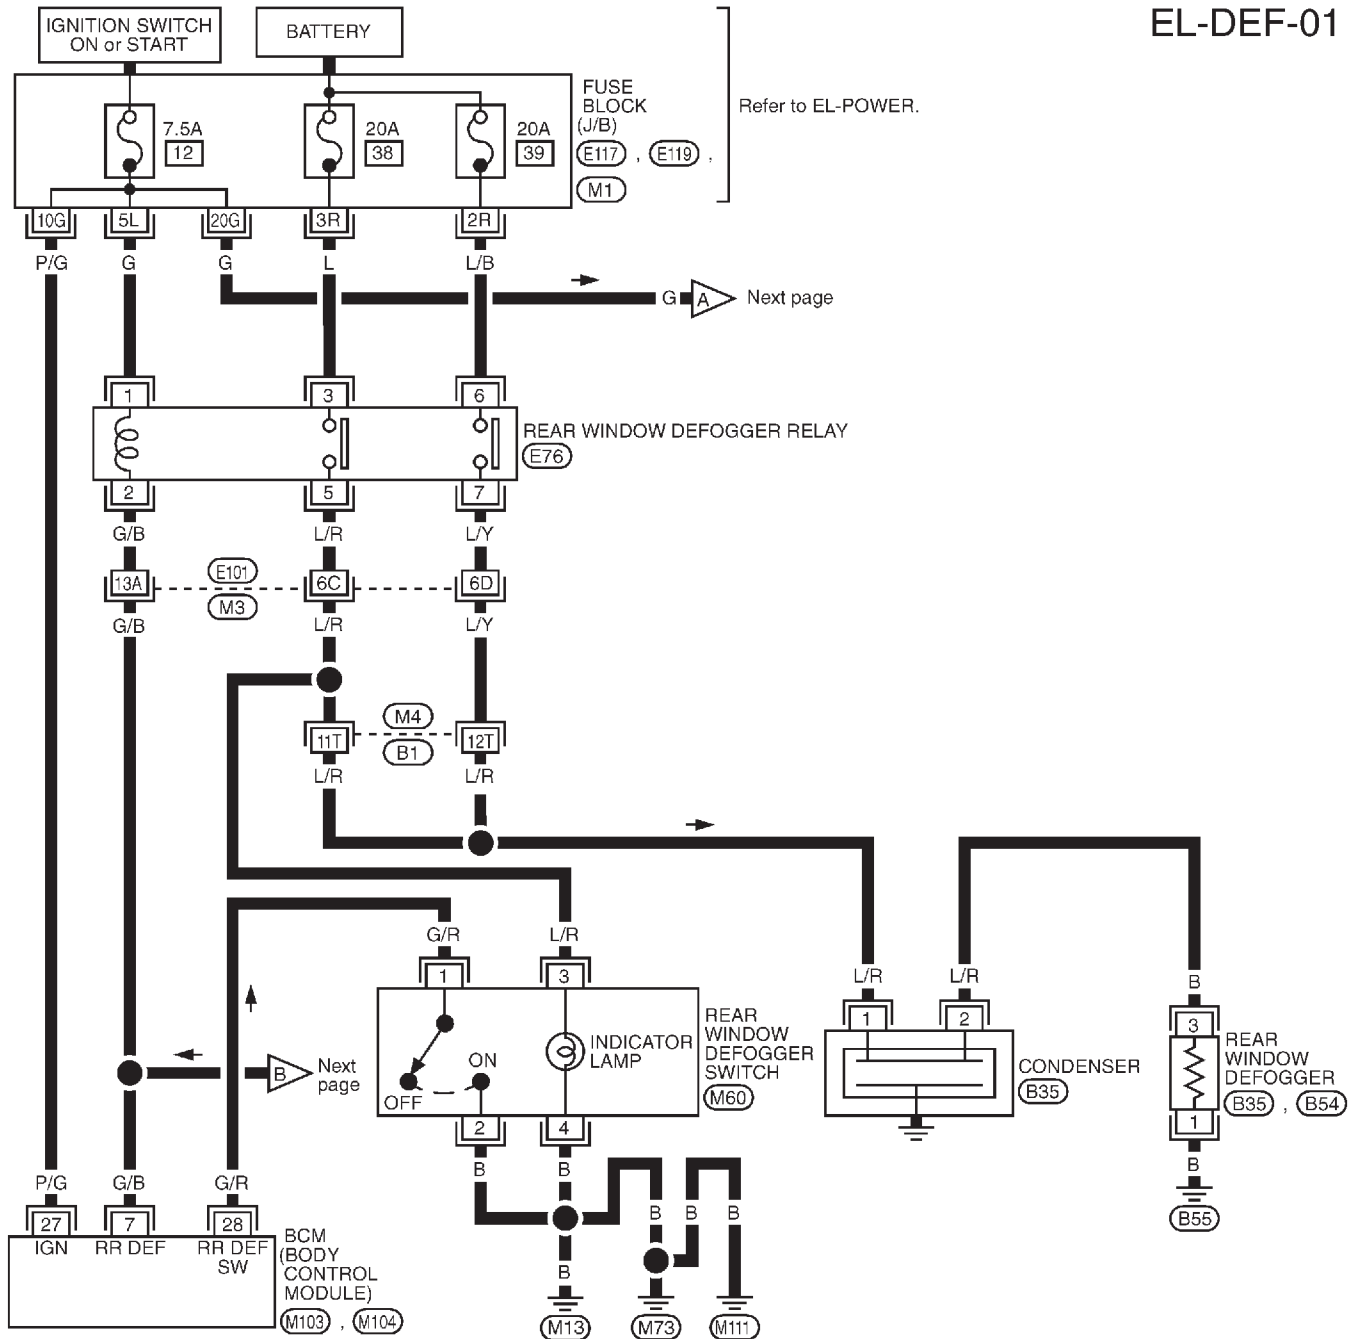 EL-DEF-01
IGNITION SWITCH
ON or START
BATTERY
FUSE
BLOCK
(J/B)
E117 , E119 ,
M1
Refer to EL-POWER.
7.5A
12
20A
38
20A
39
10G 5L 20G 3R 2R
P/G G G L L/B
G A Next page
1 3 6
REAR WINDOW DEFOGGER RELAY
E76
2 5 7
G/B L/R L/Y
13A E101 6C 6D
M3
G/B L/R L/Y
M4
11T 12T
B1
L/R L/R
G/R L/R
1 3
INDICATOR
LAMP
ON
OFF
REAR
WINDOW
DEFOGGER
SWITCH
M60
2 4
B B
B Next
page
L/R L/R B
1 2 3
CONDENSER
B35
REAR
WINDOW
DEFOGGER
B35 , B54
1
B
B55
P/G G/B G/R
27 7 28
IGN RR DEF RR DEF
SW
BCM
(BODY
CONTROL
MODULE)
M103 , M104
B B B
B
M13 M73 M111